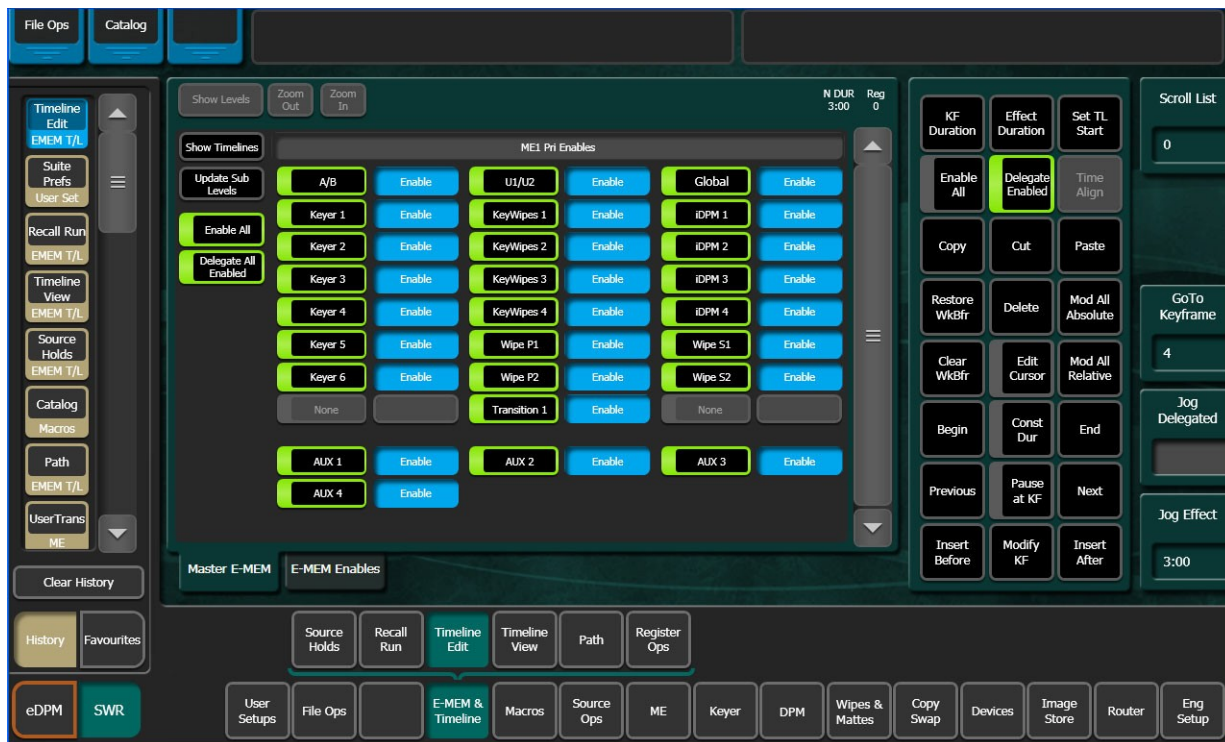 File Ops
Catalog
Timeline
Edit
EMEM T/L
Suite
Prefs
User Set
Recall Run
EMEM T/L
Timeline
View
EMEM T/L
Source
Holds
EMEM T/L
Catalog
Macros
Path
EMEM T/L
UserTrans
ME
Clear History
History
Favourites
eDPM
SWR
Show Levels
Zoom
Out
Zoom
In
N DUR Reg
3:00 0
Show Timelines
ME1 Pri Enables
Update Sub
Levels
Enable All
Delegate All
Enabled
A/B Enable U1/U2 Enable Global Enable
Keyer 1 Enable KeyWipes 1 Enable iDPM 1 Enable
Keyer 2 Enable KeyWipes 2 Enable iDPM 2 Enable
Keyer 3 Enable KeyWipes 3 Enable iDPM 3 Enable
Keyer 4 Enable KeyWipes 4 Enable iDPM 4 Enable
Keyer 5 Enable Wipe P1 Enable Wipe S1 Enable
Keyer 6 Enable Wipe P2 Enable Wipe S2 Enable
None Transition 1 Enable None
AUX 1 Enable AUX 2 Enable AUX 3 Enable
AUX 4 Enable
Master E-MEM
E-MEM Enables
KF
Duration
Effect
Duration
Set TL
Start
Enable
All
Delegate
Enabled
Time
Align
Copy
Cut
Paste
Restore
WkBfr
Delete
Mod All
Absolute
Clear
WkBfr
Edit
Cursor
Mod All
Relative
Begin
Const
Dur
End
Previous
Pause
at KF
Next
Insert
Before
Modify
KF
Insert
After
Scroll List
0
GoTo
Keyframe
4
Jog
Delegated
Jog Effect
3:00
Source
Holds
Recall
Run
Timeline
Edit
Timeline
View
Path
Register
Ops
User
Setups
File Ops
E-MEM &
Timeline
Macros
Source
Ops
ME
Keyer
DPM
Wipes &
Mattes
Copy
Swap
Devices
Image
Store
Router
Eng
Setup